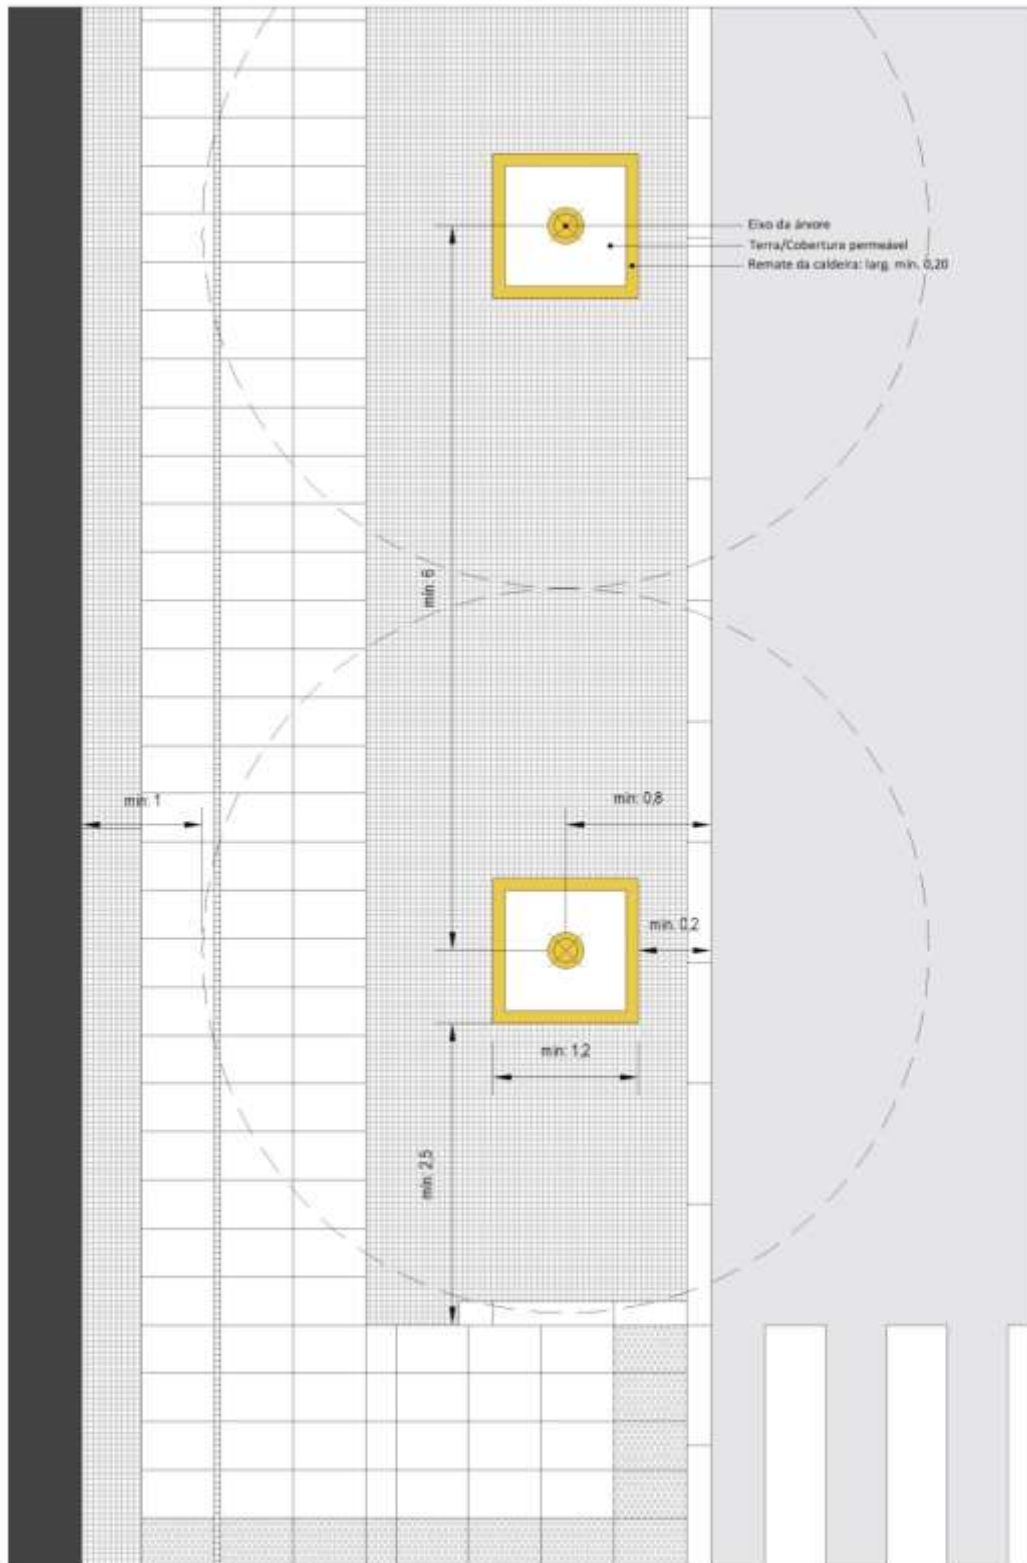 Eixo da árvore
Terra/Cobertura permeável
Remate da caldeira: larg. min. 0,20
min: 6
min: 1
min: 0,8
min. 0,2
min: 1,2
min: 2,5